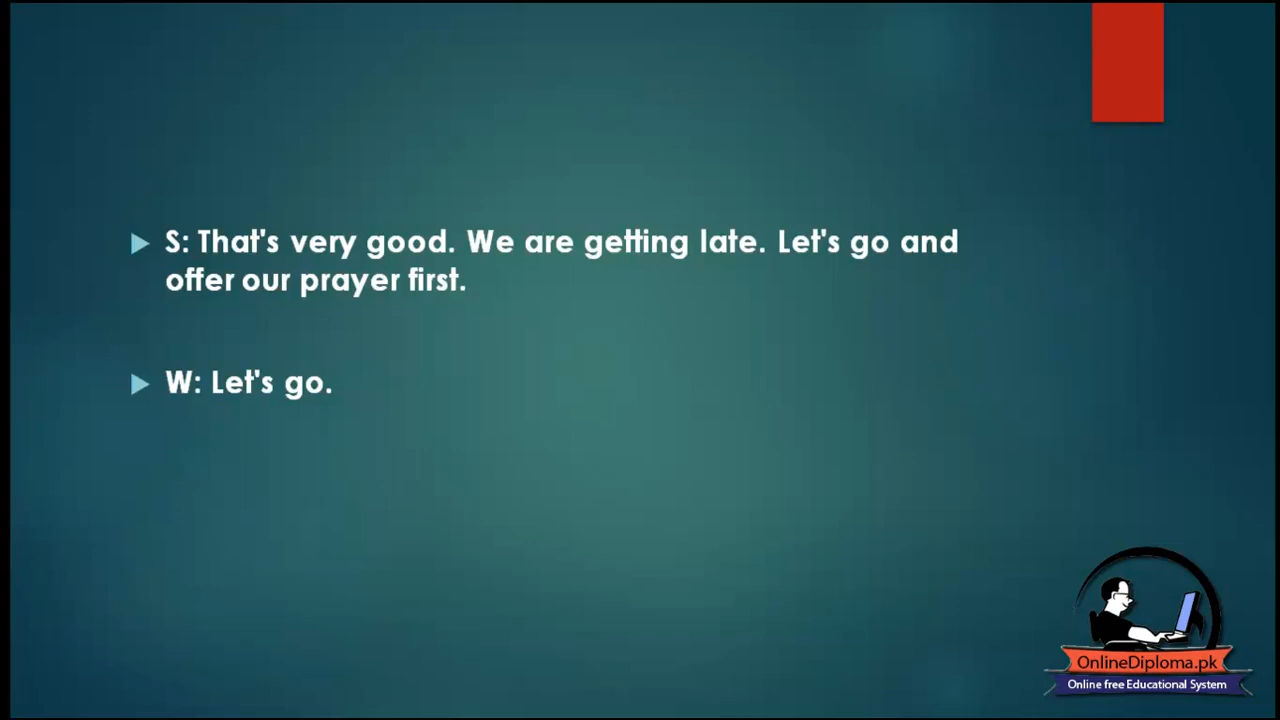 S: That's very good. We are getting late. Let's go and
offer our prayer first.
W: Let's go.
OnlineDiploma.pk
Online free Educational System